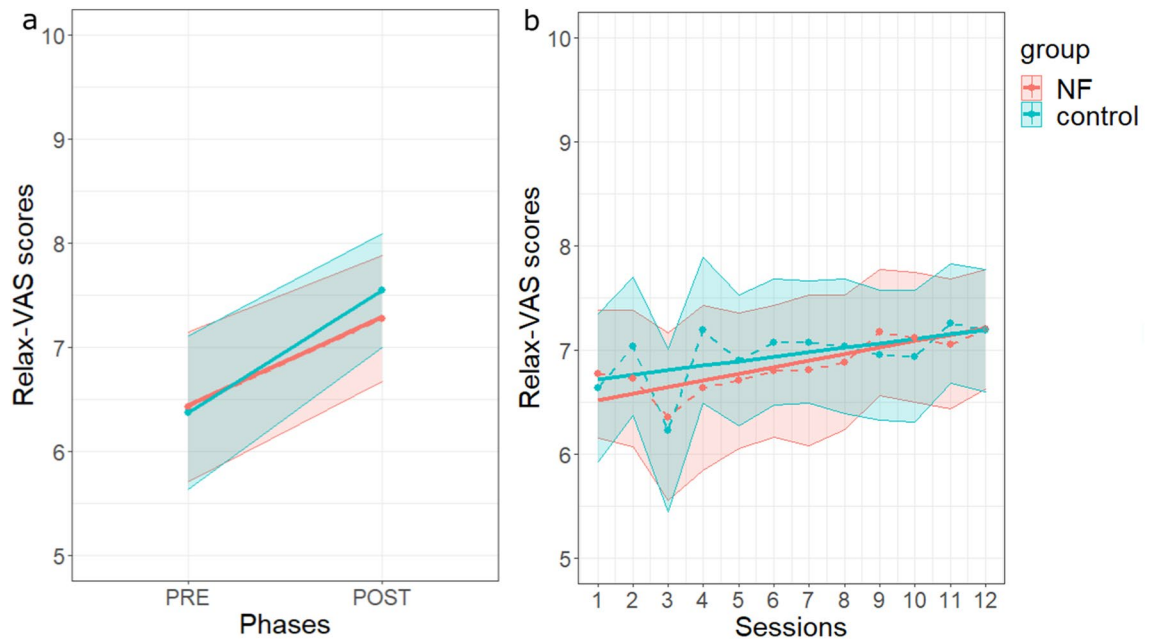 a
Relax-VAS scores
10
9
8
7
6
5
PRE POST
Phases
b
Relax-VAS scores
10
9
8
7
6
5
1 2 3 4 5 6 7 8 9 10 11 12
Sessions
group
NF
control